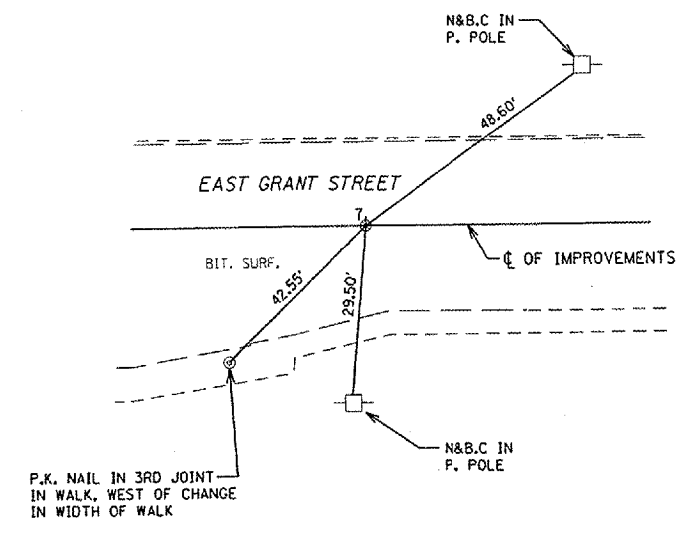 N&B.C IN
P. POLE
48.60'
EAST GRANT STREET
7
℄ OF IMPROVEMENTS
BIT. SURF.
42.55'
29.50'
N&B.C IN
P. POLE
P.K. NAIL IN 3RD JOINT
IN WALK, WEST OF CHANGE
IN WIDTH OF WALK